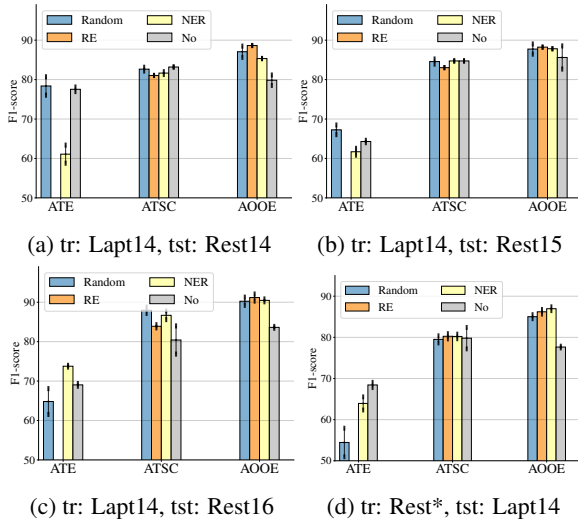 Random NER
RE No
F1-score
90
80
70
60
50
ATE ATSC AOOE
(a) tr: Lapt14, tst: Rest14
Random NER
RE No
F1-score
90
80
70
60
50
ATE ATSC AOOE
(b) tr: Lapt14, tst: Rest15
Random NER
RE No
F1-score
90
80
70
60
50
ATE ATSC AOOE
(c) tr: Lapt14, tst: Rest16
Random NER
RE No
F1-score
90
80
70
60
50
ATE ATSC AOOE
(d) tr: Rest*, tst: Lapt14